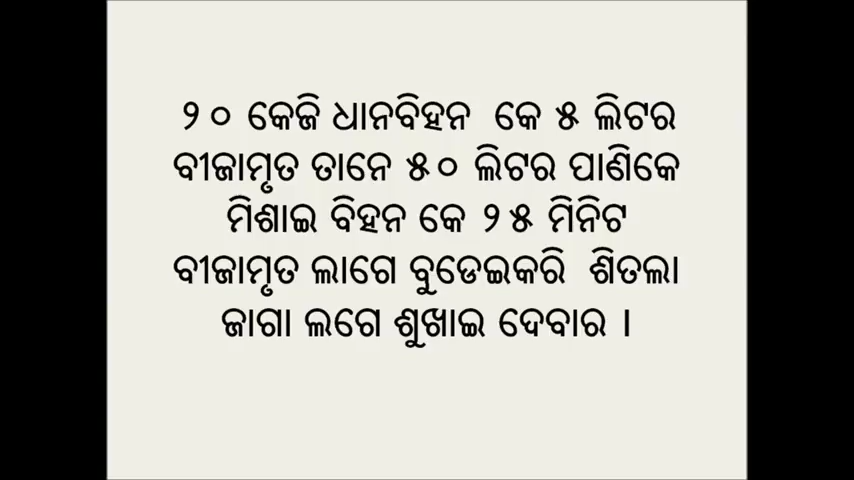 ୨୦ କେଜି ଧାନବିହନ କେ ୫ ଲିଟର
ବୀଜାମୃତ ତାନେ ୫୦ ଲିଟର ପାଣିକେ
ମିଶାଇ ବିହନ କେ ୨୫ ମିନିଟ
ବୀଜାମୃତ ଲାଗେ ବୁଡେଇକରି ଶିତଲା
ଜାଗା ଲଗେ ଶୁଖାଇ ଦେବାର ।